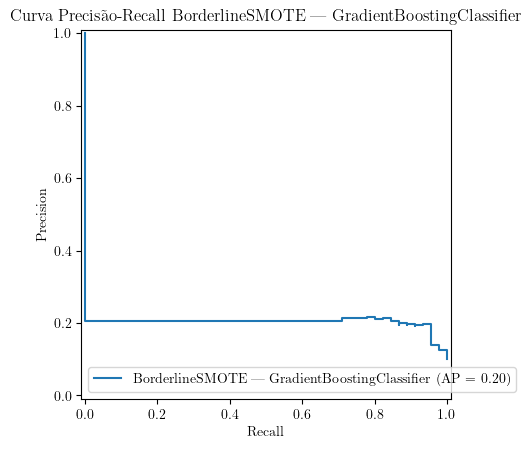 Curva Precisão-Recall BorderlineSMOTE — GradientBoostingClassifier
1.0
0.8
0.6
0.4
0.2
0.0
Precision
BorderlineSMOTE — GradientBoostingClassifier (AP = 0.20)
0.0 0.2 0.4 0.6 0.8 1.0
Recall